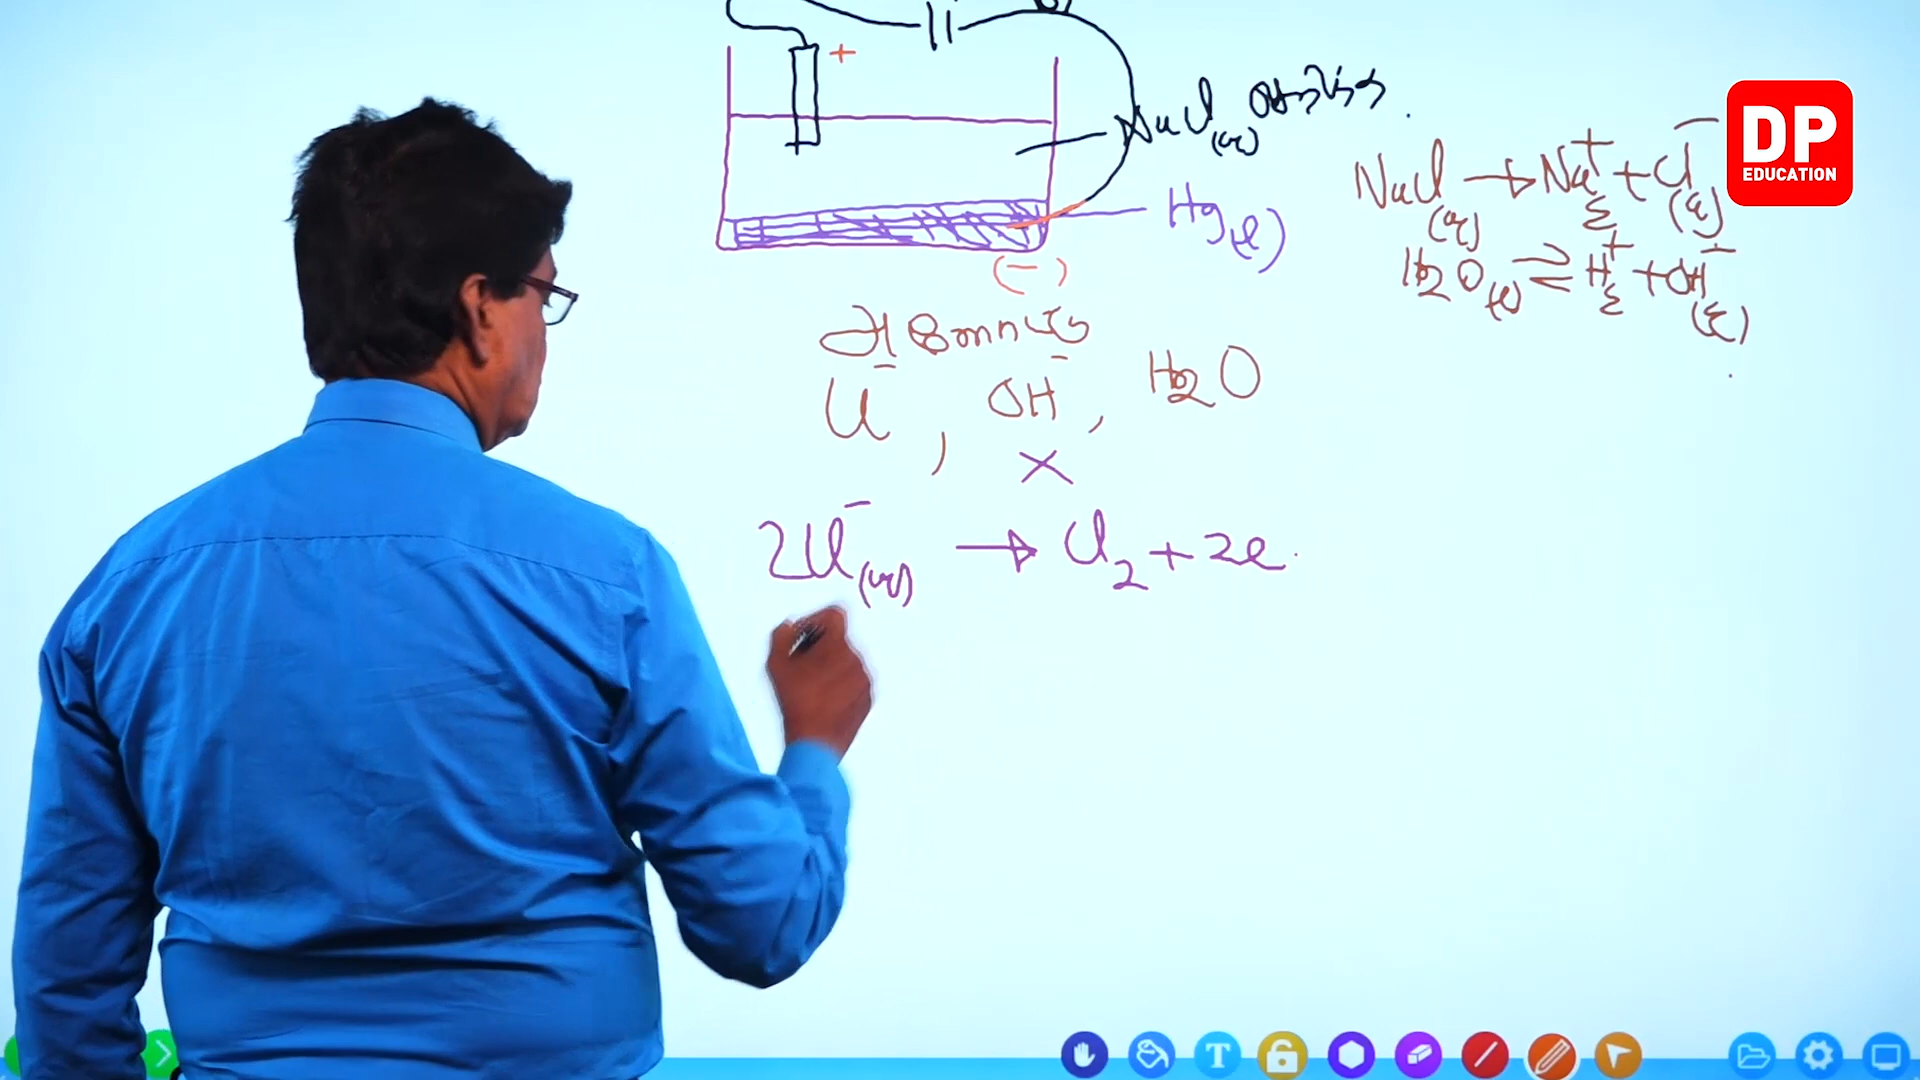 +
NaCl(aq)
DP
EDUCATION
NaCl(aq) → Na⁺ + Cl⁻
Hg(l)
H2O(l) ⇌ H⁺ + OH⁻
(−)
Cl⁻, OH⁻, H2O
×
2Cl⁻(aq) → Cl2 + 2e
T